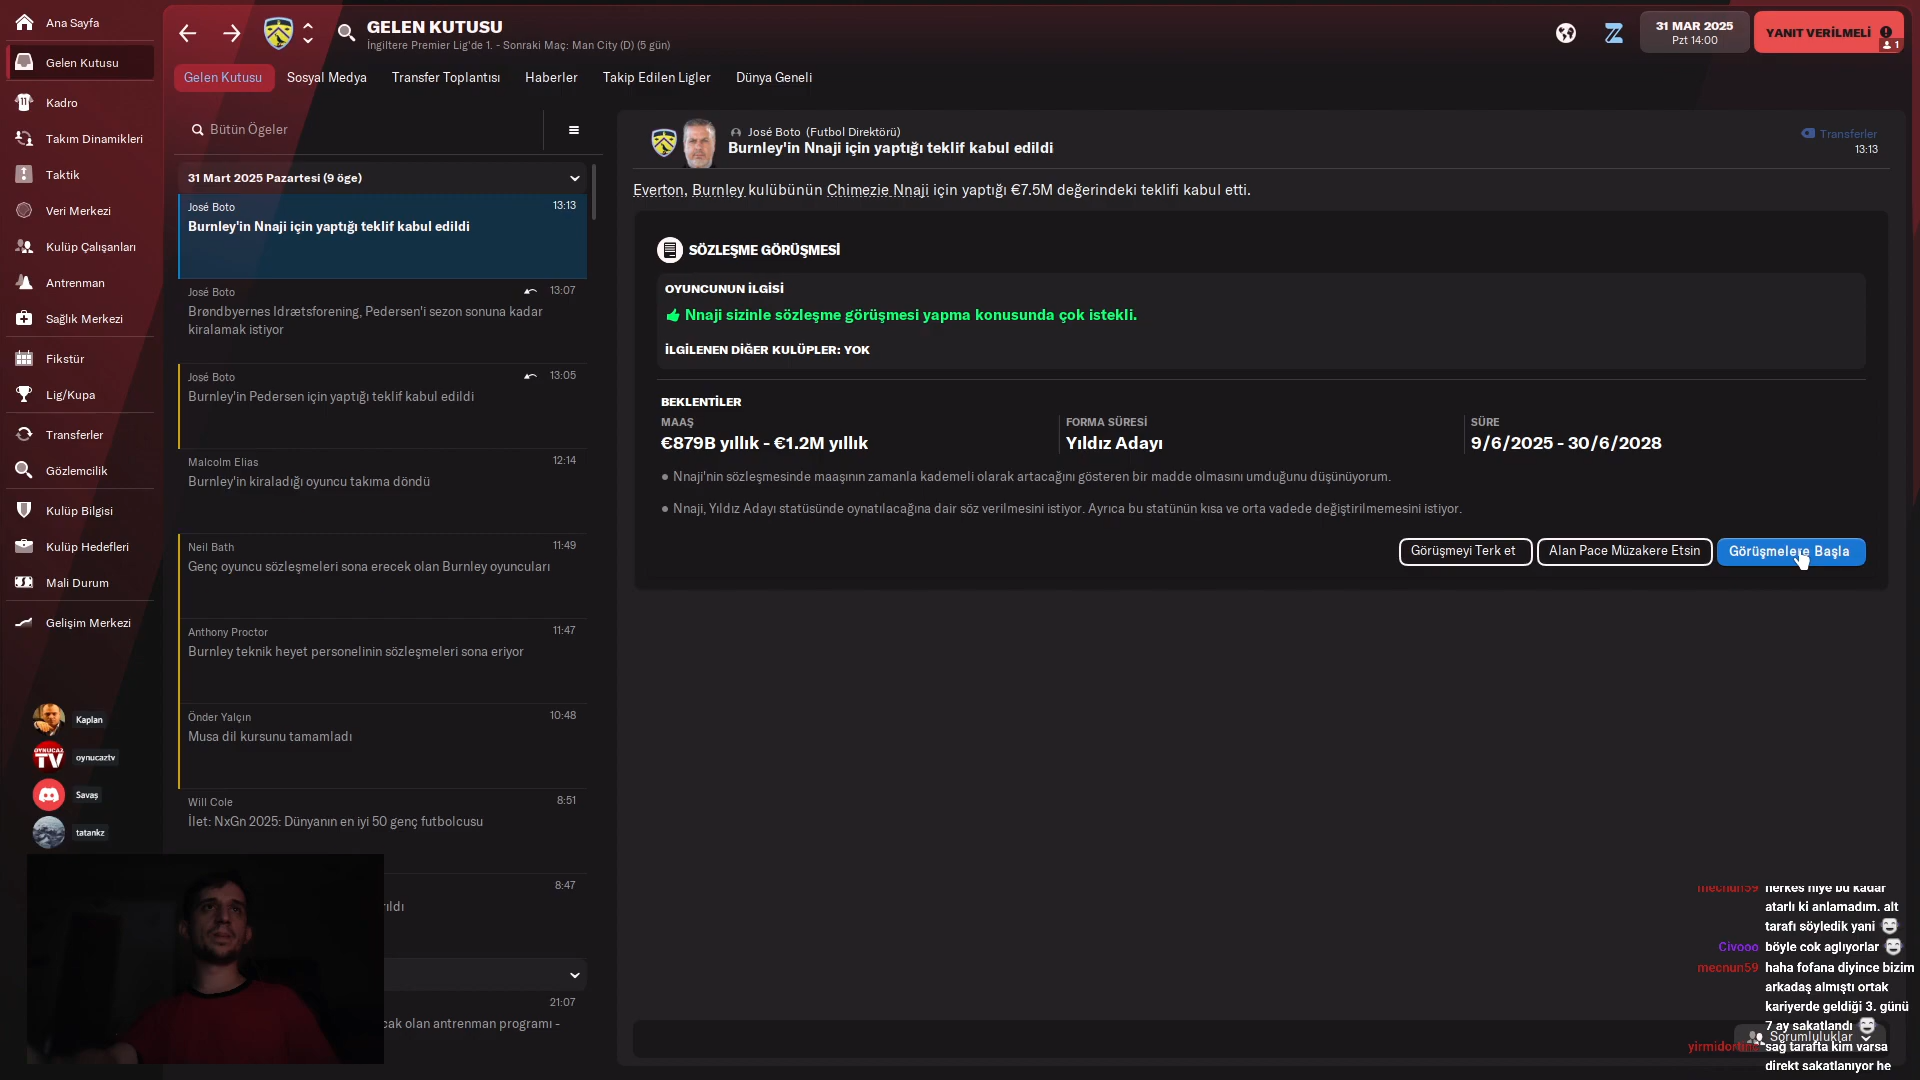 Ana Sayfa
Gelen Kutusu
Kadro
Takım Dinamikleri
Taktik
Veri Merkezi
Kulüp Çalışanları
Antrenman
Sağlık Merkezi
Fikstür
Lig/Kupa
Transferler
Gözlemcilik
Kulüp Bilgisi
Kulüp Hedefleri
Mali Durum
Gelişim Merkezi
Kaplan
oynucaztv
Savaş
tatankz
GELEN KUTUSU
İngiltere Premier Lig'de 1. - Sonraki Maç: Man City (D) (5 gün)
31 MAR 2025
Pzt 14:00
YANIT VERİLMELİ
1
Gelen Kutusu
Sosyal Medya
Transfer Toplantısı
Haberler
Takip Edilen Ligler
Dünya Geneli
Bütün Ögeler
31 Mart 2025 Pazartesi (9 öge)
José Boto 13:13
Burnley'in Nnaji için yaptığı teklif kabul edildi
José Boto 13:07
Brøndbyernes Idrætsforening, Pedersen'i sezon sonuna kadar
kiralamak istiyor
José Boto 13:05
Burnley'in Pedersen için yaptığı teklif kabul edildi
Malcolm Elias 12:14
Burnley'in kiraladığı oyuncu takıma döndü
Neil Bath 11:49
Genç oyuncu sözleşmeleri sona erecek olan Burnley oyuncuları
Anthony Proctor 11:47
Burnley teknik heyet personelinin sözleşmeleri sona eriyor
Önder Yalçın 10:48
Musa dil kursunu tamamladı
Will Cole 8:51
İlet: NxGn 2025: Dünyanın en iyi 50 genç futbolcusu
8:47
ıldı
21:07
cak olan antrenman programı -
José Boto (Futbol Direktörü)
Burnley'in Nnaji için yaptığı teklif kabul edildi
Transferler
13:13
Everton, Burnley kulübünün Chimezie Nnaji için yaptığı €7.5M değerindeki teklifi kabul etti.
SÖZLEŞME GÖRÜŞMESİ
OYUNCUNUN İLGİSİ
Nnaji sizinle sözleşme görüşmesi yapma konusunda çok istekli.
İLGİLENEN DİĞER KULÜPLER: YOK
BEKLENTİLER
MAAŞ
€879B yıllık - €1.2M yıllık
FORMA SÜRESİ
Yıldız Adayı
SÜRE
9/6/2025 - 30/6/2028
Nnaji'nin sözleşmesinde maaşının zamanla kademeli olarak artacağını gösteren bir madde olmasını umduğunu düşünüyorum.
Nnaji, Yıldız Adayı statüsünde oynatılacağına dair söz verilmesini istiyor. Ayrıca bu statünün kısa ve orta vadede değiştirilmemesini istiyor.
Görüşmeyi Terk et
Alan Pace Müzakere Etsin
Görüşmelere Başla
mecnun59 herkes niye bu kadar
atarlı ki anlamadım. alt
tarafı söyledik yani
Civooo böyle cok aglıyorlar
mecnun59 haha fofana diyince bizim
arkadaş almıştı ortak
kariyerde geldiği 3. günü
7 ay sakatlandı
Sorumluluklar
sağ tarafta kim varsa
direkt sakatlanıyor he